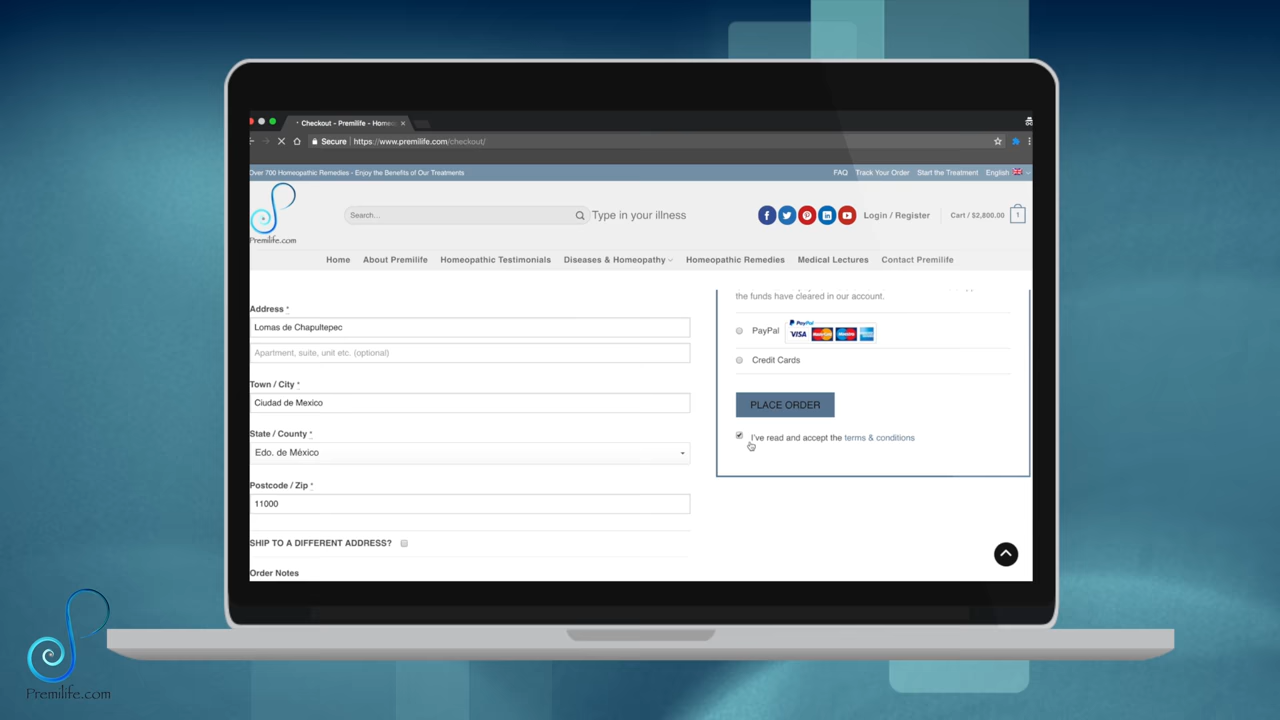 Checkout - Premilife - Homeo
Secure https://www.premilife.com/checkout/
Over 700 Homeopathic Remedies - Enjoy the Benefits of Our Treatments
FAQ Track Your Order Start the Treatment English
Premilife.com
Search...
Type in your illness
Login / Register
Cart / $2,800.00 1
Home About Premilife Homeopathic Testimonials Diseases & Homeopathy Homeopathic Remedies Medical Lectures Contact Premilife
Address *
Lomas de Chapultepec
Apartment, suite, unit etc. (optional)
Town / City *
Ciudad de Mexico
State / County *
Edo. de México
Postcode / Zip *
11000
SHIP TO A DIFFERENT ADDRESS?
Order Notes
the funds have cleared in our account.
PayPal
PayPal
VISA
Credit Cards
PLACE ORDER
I've read and accept the terms & conditions
Premilife.com